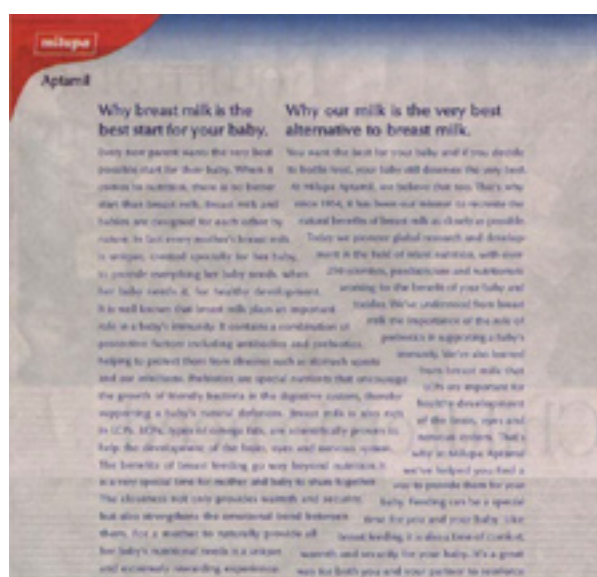 milupa
Aptamil
Why breast milk is the
best start for your baby.
Every new parent wants the very best
possible start for their baby. When it
comes to nutrition, there is no better
start than breast milk. Breast milk and
babies are designed for each other by
nature. In fact every mother's breast milk
is unique, created specially for her baby,
to provide everything her baby needs, when
her baby needs it, for healthy development.
It is well known that breast milk plays an important
role in a baby's immunity. It contains a combination of
protective factors including antibodies and prebiotics,
helping to protect them from illnesses such as stomach upsets
and ear infections. Prebiotics are special nutrients that encourage
the growth of friendly bacteria in the digestive system, thereby
supporting a baby's natural defences. Breast milk is also rich
in LCPs. LCPs, types of omega fats, are scientifically proven to
help the development of the brain, eyes and nervous system.
The benefits of breast feeding go way beyond nutrition. It
is a very special time for mother and baby to share together.
The closeness not only provides warmth and security
but also strengthens the emotional bond between
them. For a mother to naturally provide all
her baby's nutritional needs is a unique
and extremely rewarding experience.
Why our milk is the very best
alternative to breast milk.
You want the best for your baby and if you decide
to bottle feed, your baby still deserves the very best.
At Milupa Aptamil, we believe that too. That's why
since 1964, it has been our mission to recreate the
natural benefits of breast milk as closely as possible.
Today we pioneer global research and develop-
ment in the field of infant nutrition, with over
250 scientists, paediatricians and nutritionists
working for the benefit of your baby and
toddler. We've understood from breast
milk the importance of the role of
prebiotics in supporting a baby's
immunity. We've also learned
from breast milk that
LCPs are important for
healthy development
of the brain, eyes and
nervous system. That's
why at Milupa Aptamil
we've helped you find a
way to provide them for your
baby. Feeding can be a special
time for you and your baby. Like
breast feeding, it is also a time of comfort,
warmth and security for your baby. It's a great
way for both you and your partner to reinforce